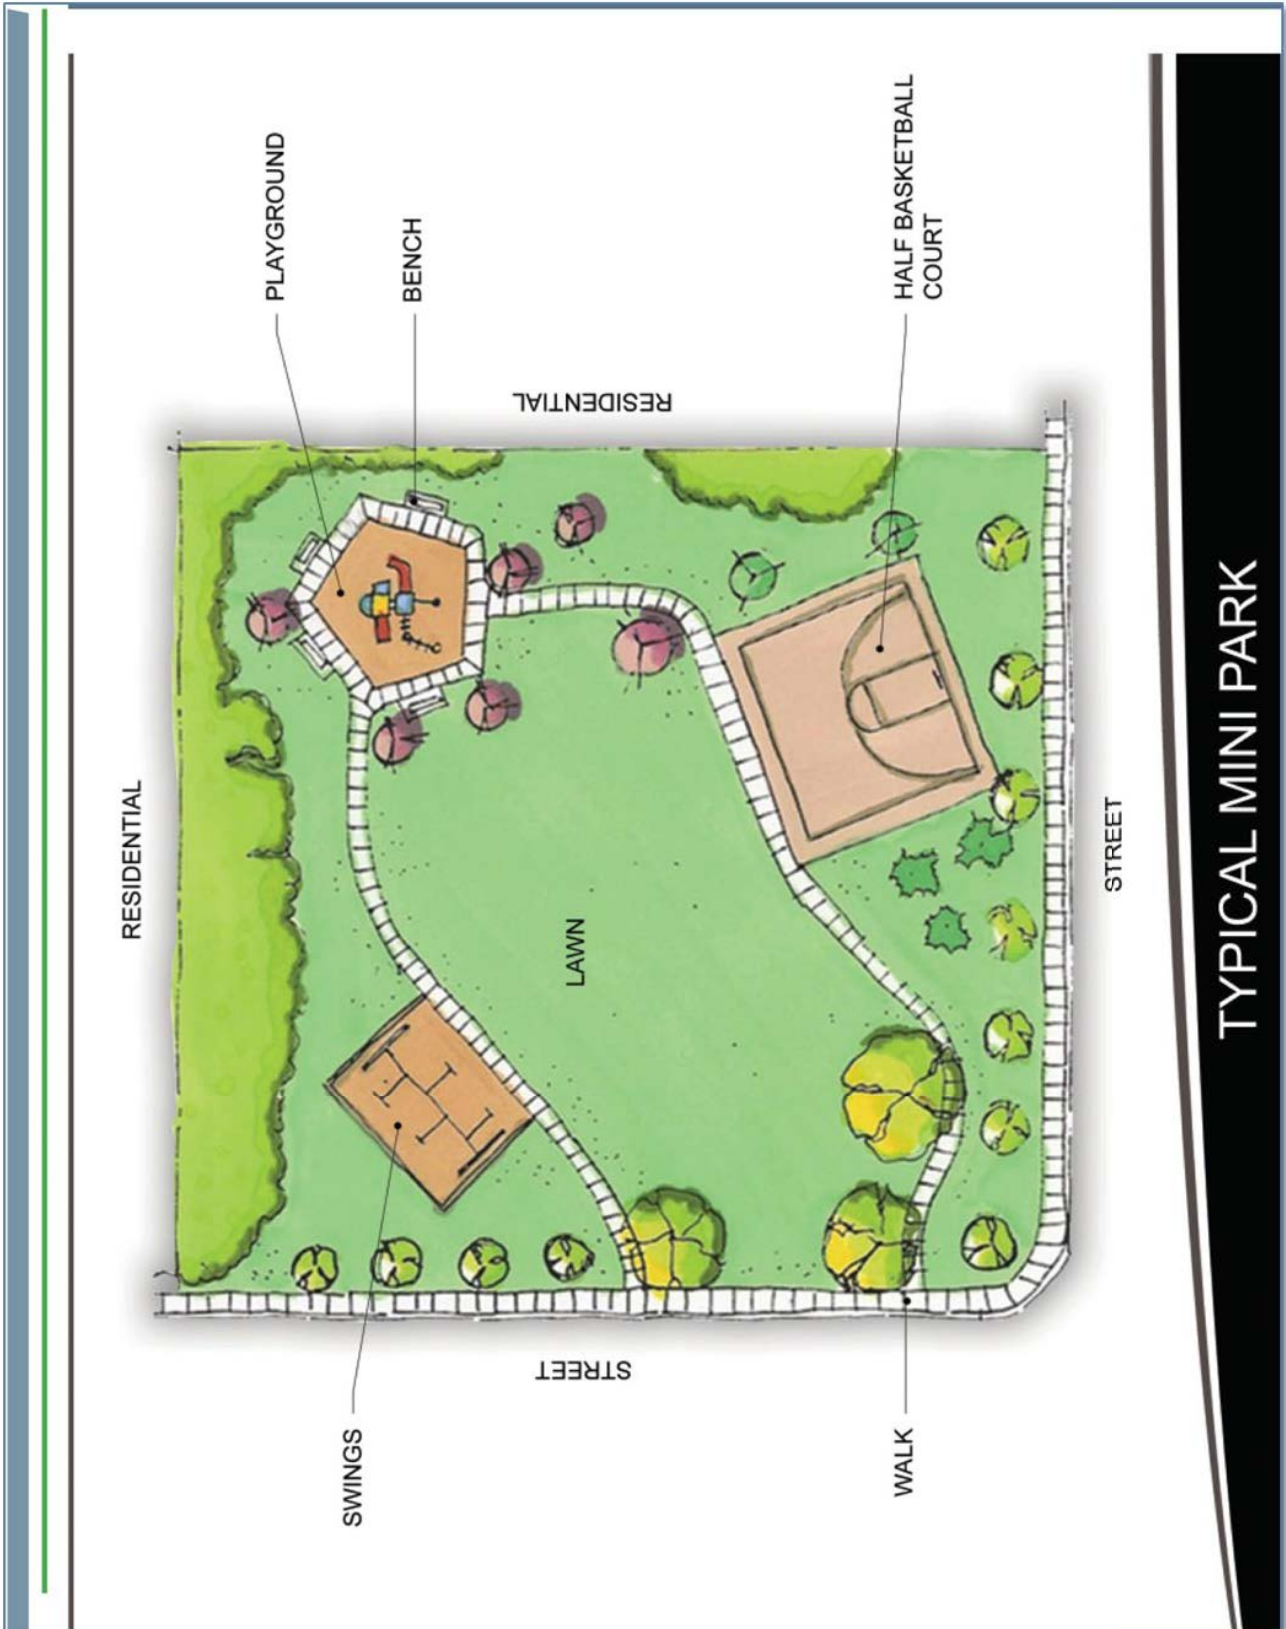 RESIDENTIAL
PLAYGROUND
BENCH
RESIDENTIAL
SWINGS
LAWN
STREET
WALK
HALF BASKETBALL
COURT
STREET
TYPICAL MINI PARK